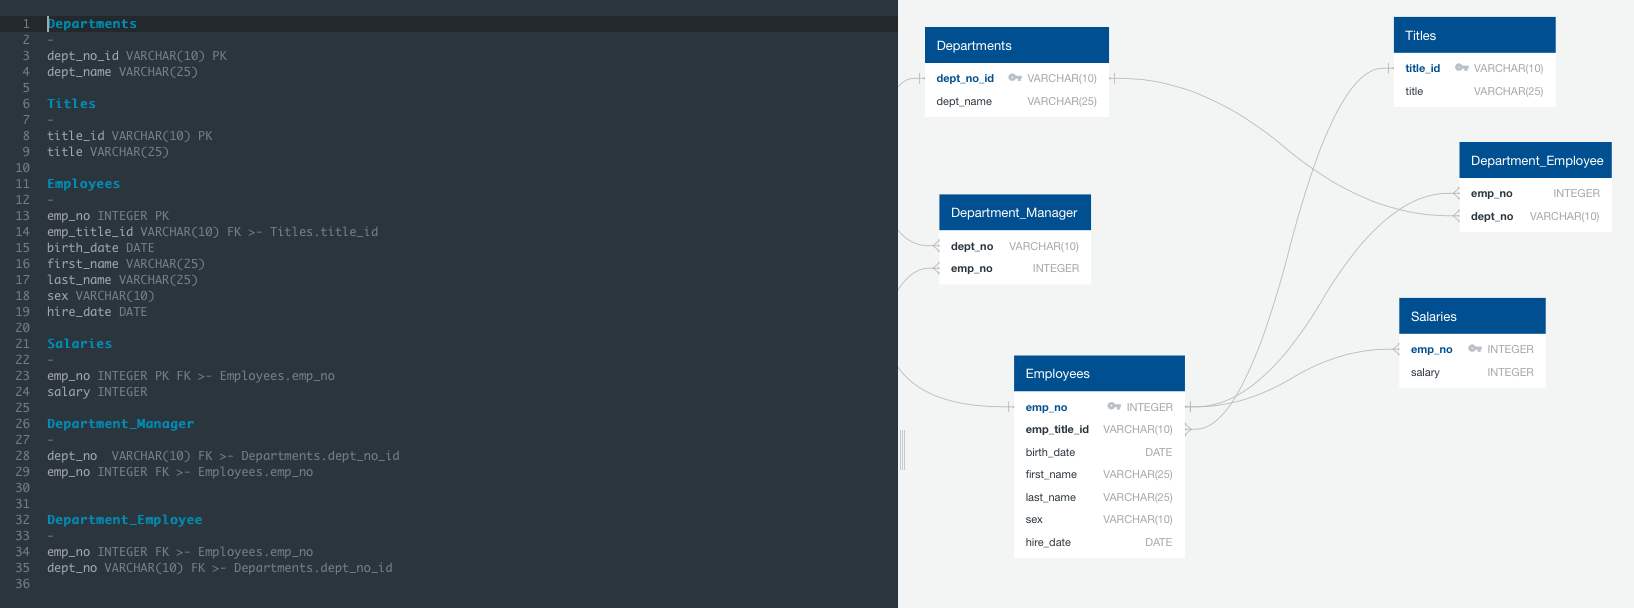 1 Departments
2 -
3 dept_no_id VARCHAR(10) PK
4 dept_name VARCHAR(25)
5
6 Titles
7 -
8 title_id VARCHAR(10) PK
9 title VARCHAR(25)
10
11 Employees
12 -
13 emp_no INTEGER PK
14 emp_title_id VARCHAR(10) FK >- Titles.title_id
15 birth_date DATE
16 first_name VARCHAR(25)
17 last_name VARCHAR(25)
18 sex VARCHAR(10)
19 hire_date DATE
20
21 Salaries
22 -
23 emp_no INTEGER PK FK >- Employees.emp_no
24 salary INTEGER
25
26 Department_Manager
27 -
28 dept_no  VARCHAR(10) FK >- Departments.dept_no_id
29 emp_no INTEGER FK >- Employees.emp_no
30
31
32 Department_Employee
33 -
34 emp_no INTEGER FK >- Employees.emp_no
35 dept_no VARCHAR(10) FK >- Departments.dept_no_id
36
Departments
dept_no_id VARCHAR(10)
dept_name VARCHAR(25)
Titles
title_id VARCHAR(10)
title VARCHAR(25)
Department_Employee
emp_no INTEGER
dept_no VARCHAR(10)
Department_Manager
dept_no VARCHAR(10)
emp_no INTEGER
Salaries
emp_no INTEGER
salary INTEGER
Employees
emp_no INTEGER
emp_title_id VARCHAR(10)
birth_date DATE
first_name VARCHAR(25)
last_name VARCHAR(25)
sex VARCHAR(10)
hire_date DATE